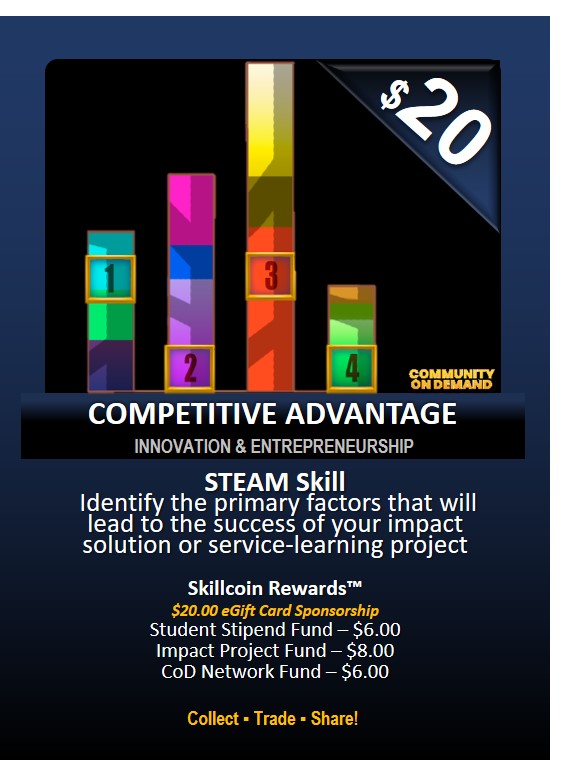 $20
1
2
3
4
COMMUNITY
ON DEMAND
COMPETITIVE ADVANTAGE
INNOVATION & ENTREPRENEURSHIP
STEAM Skill
Identify the primary factors that will
lead to the success of your impact
solution or service-learning project
Skillcoin Rewards™
$20.00 eGift Card Sponsorship
Student Stipend Fund – $6.00
Impact Project Fund – $8.00
CoD Network Fund – $6.00
Collect ▪ Trade ▪ Share!